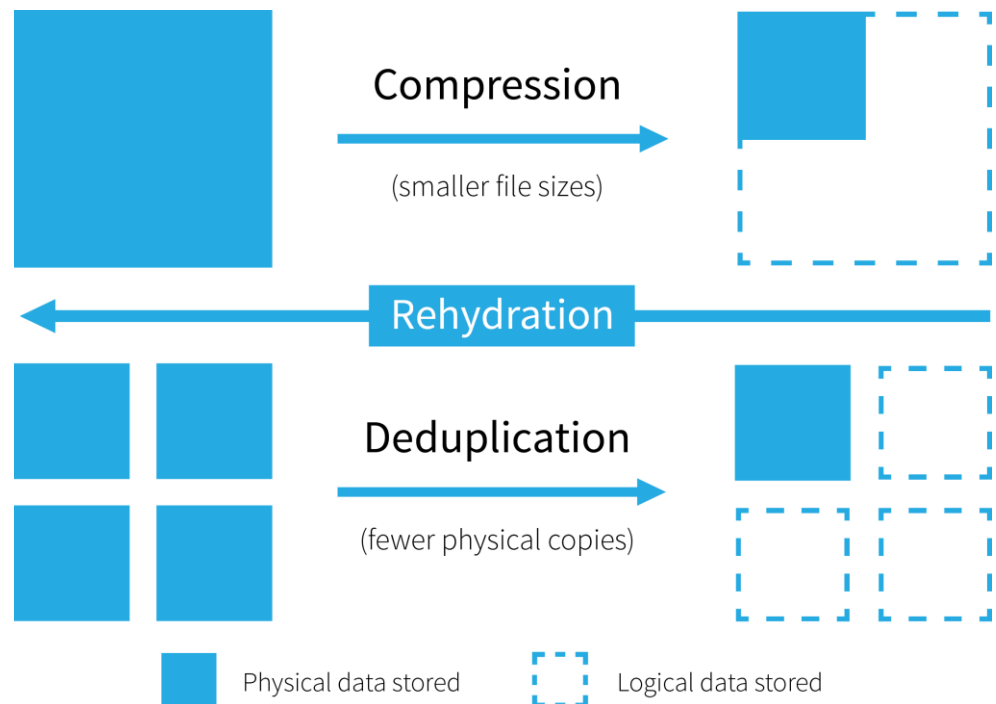 Compression
(smaller file sizes)
Rehydration
Deduplication
(fewer physical copies)
Physical data stored
Logical data stored